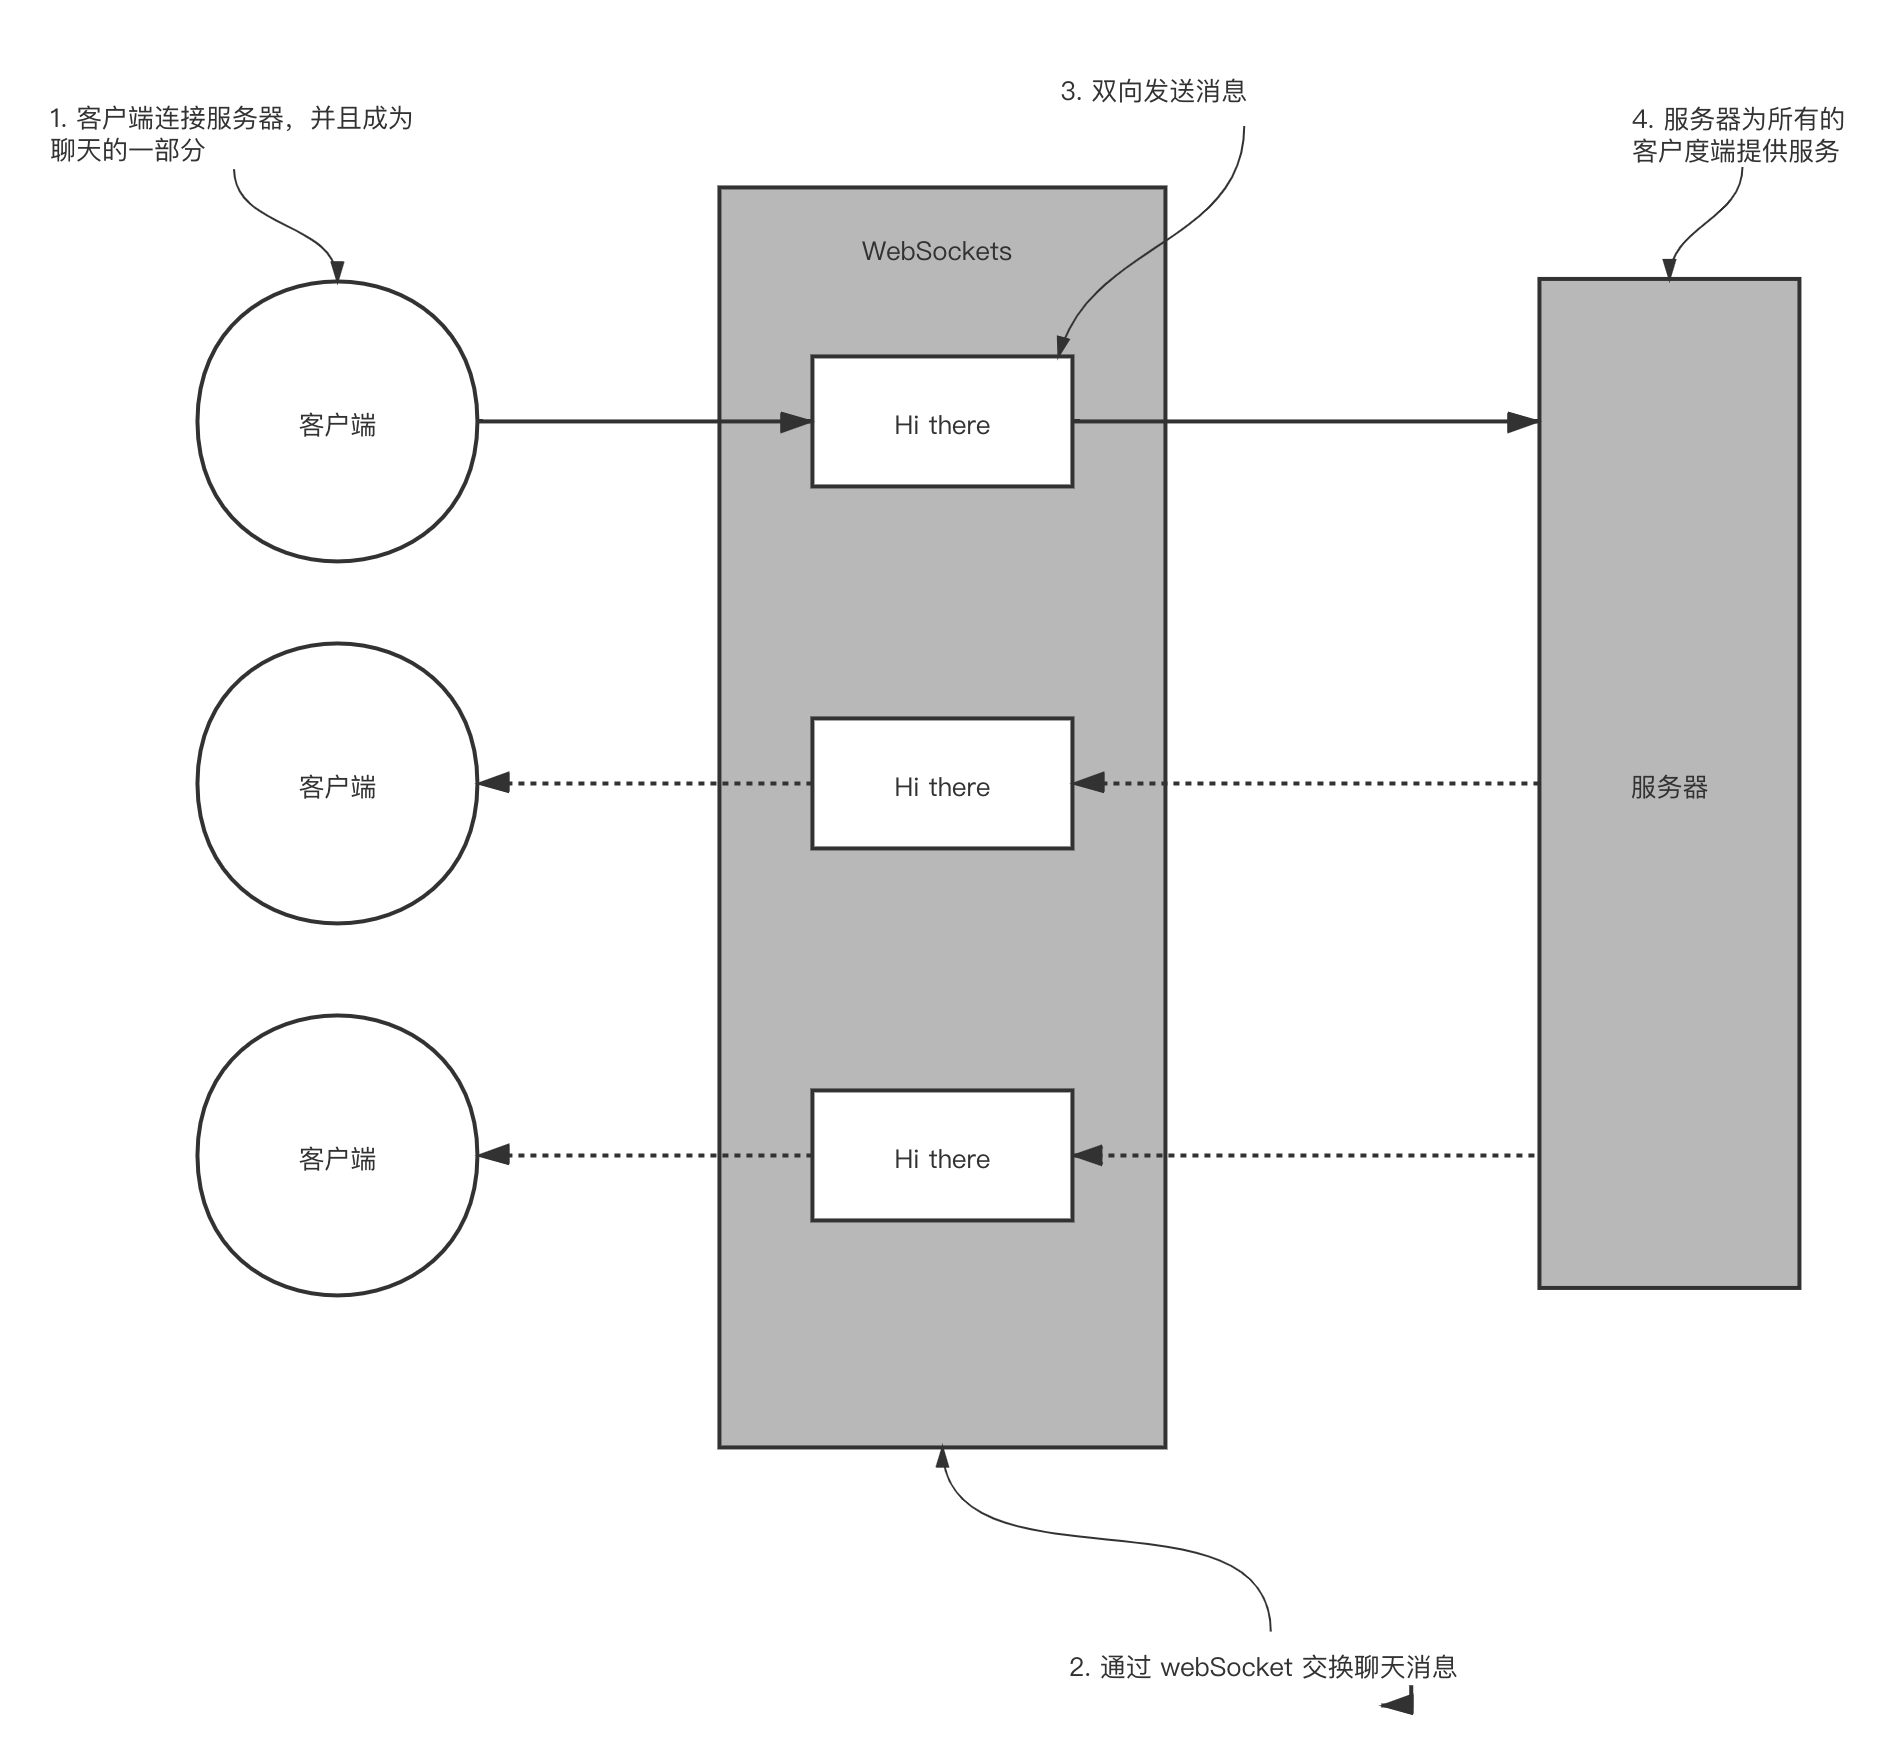 1. 客户端连接服务器，并且成为
聊天的一部分
3. 双向发送消息
4. 服务器为所有的
客户度端提供服务
WebSockets
客户端
Hi there
客户端
Hi there
服务器
客户端
Hi there
2. 通过 webSocket 交换聊天消息